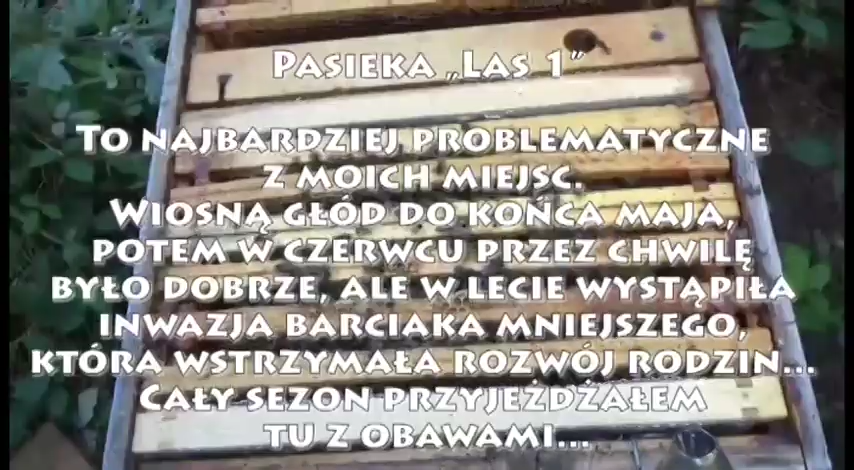 PASIEKA „LAS 1”
TO NAJBARDZIEJ PROBLEMATYCZNE
Z MOICH MIEJSC.
WIOSNĄ GŁÓD DO KOŃCA MAJA,
POTEM W CZERWCU PRZEZ CHWILĘ
BYŁO DOBRZE, ALE W LECIE WYSTĄPIŁA
INWAZJA BARCIAKA MNIEJSZEGO,
KTÓRA WSTRZYMAŁA ROZWÓJ RODZIN...
CAŁY SEZON PRZYJEŻDŻAŁEM
TU Z OBAWAMI...